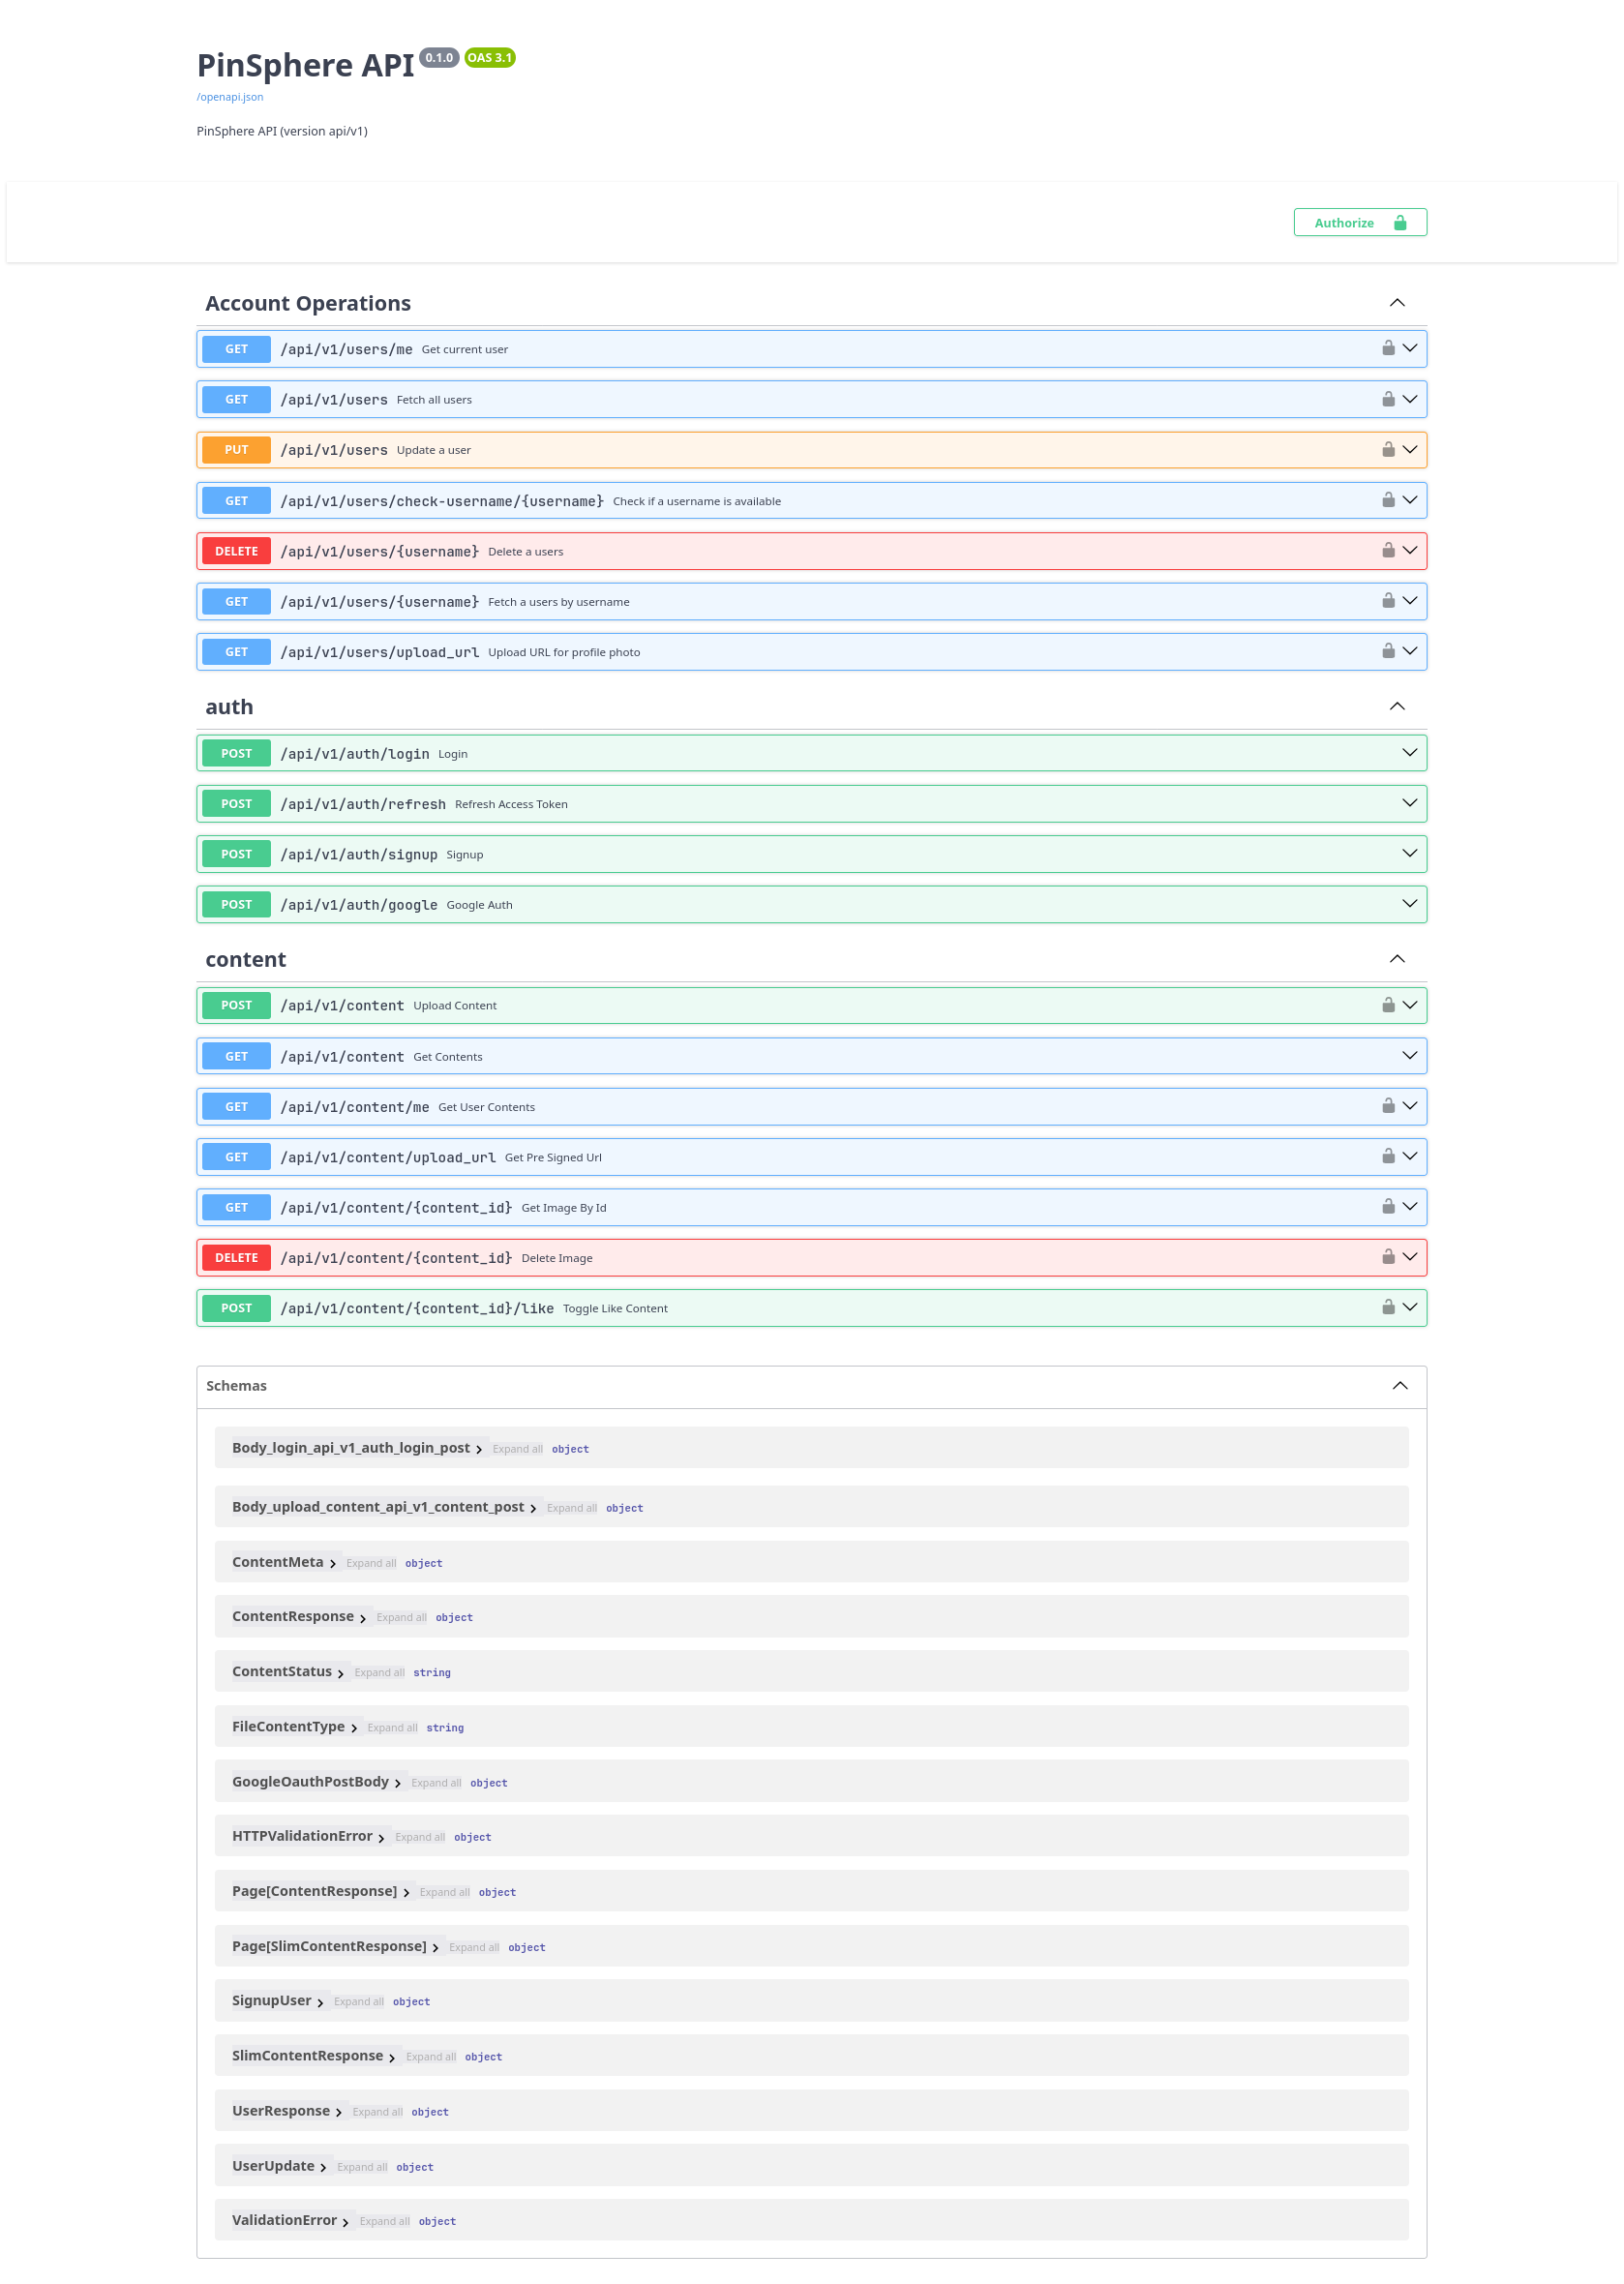 PinSphere API 0.1.0 OAS 3.1
/openapi.json
PinSphere API (version api/v1)
Authorize
Account Operations
GET /api/v1/users/me Get current user
GET /api/v1/users Fetch all users
PUT /api/v1/users Update a user
GET /api/v1/users/check-username/{username} Check if a username is available
DELETE /api/v1/users/{username} Delete a users
GET /api/v1/users/{username} Fetch a users by username
GET /api/v1/users/upload_url Upload URL for profile photo
auth
POST /api/v1/auth/login Login
POST /api/v1/auth/refresh Refresh Access Token
POST /api/v1/auth/signup Signup
POST /api/v1/auth/google Google Auth
content
POST /api/v1/content Upload Content
GET /api/v1/content Get Contents
GET /api/v1/content/me Get User Contents
GET /api/v1/content/upload_url Get Pre Signed Url
GET /api/v1/content/{content_id} Get Image By Id
DELETE /api/v1/content/{content_id} Delete Image
POST /api/v1/content/{content_id}/like Toggle Like Content
Schemas
Body_login_api_v1_auth_login_post Expand all object
Body_upload_content_api_v1_content_post Expand all object
ContentMeta Expand all object
ContentResponse Expand all object
ContentStatus Expand all string
FileContentType Expand all string
GoogleOauthPostBody Expand all object
HTTPValidationError Expand all object
Page[ContentResponse] Expand all object
Page[SlimContentResponse] Expand all object
SignupUser Expand all object
SlimContentResponse Expand all object
UserResponse Expand all object
UserUpdate Expand all object
ValidationError Expand all object